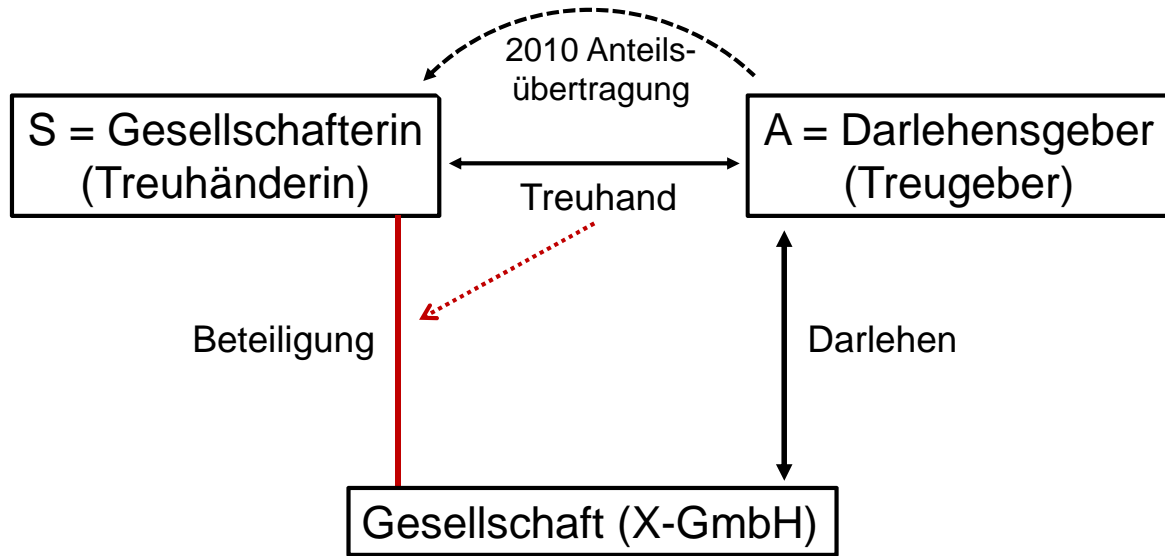 2010 Anteils-
übertragung
S = Gesellschafterin
(Treuhänderin)
A = Darlehensgeber
(Treugeber)
Treuhand
Beteiligung
Darlehen
Gesellschaft (X-GmbH)